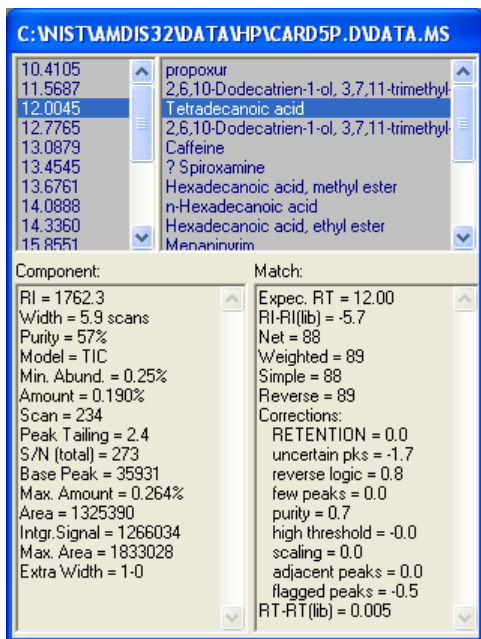 C:\NIST\AMDIS32\DATA\HP\CARD5P.D\DATA.MS
10.4105 propoxur
11.5687 2,6,10-Dodecatrien-1-ol, 3,7,11-trimethyl-
12.0045 Tetradecanoic acid
12.7765 2,6,10-Dodecatrien-1-ol, 3,7,11-trimethyl-
13.0879 Caffeine
13.4545 ? Spiroxamine
13.6761 Hexadecanoic acid, methyl ester
14.0888 n-Hexadecanoic acid
14.3360 Hexadecanoic acid, ethyl ester
15.8551 Mepanipyrim
Component:
RI = 1762.3
Width = 5.9 scans
Purity = 57%
Model = TIC
Min. Abund. = 0.25%
Amount = 0.190%
Scan = 234
Peak Tailing = 2.4
S/N (total) = 273
Base Peak = 35931
Max. Amount = 0.264%
Area = 1325390
Intgr.Signal = 1266034
Max. Area = 1833028
Extra Width = 1-0
Match:
Expec. RT = 12.00
RI-RI(lib) = -5.7
Net = 88
Weighted = 89
Simple = 88
Reverse = 89
Corrections:
RETENTION = 0.0
uncertain pks = -1.7
reverse logic = 0.8
few peaks = 0.0
purity = 0.7
high threshold = -0.0
scaling = 0.0
adjacent peaks = 0.0
flagged peaks = -0.5
RT-RT(lib) = 0.005